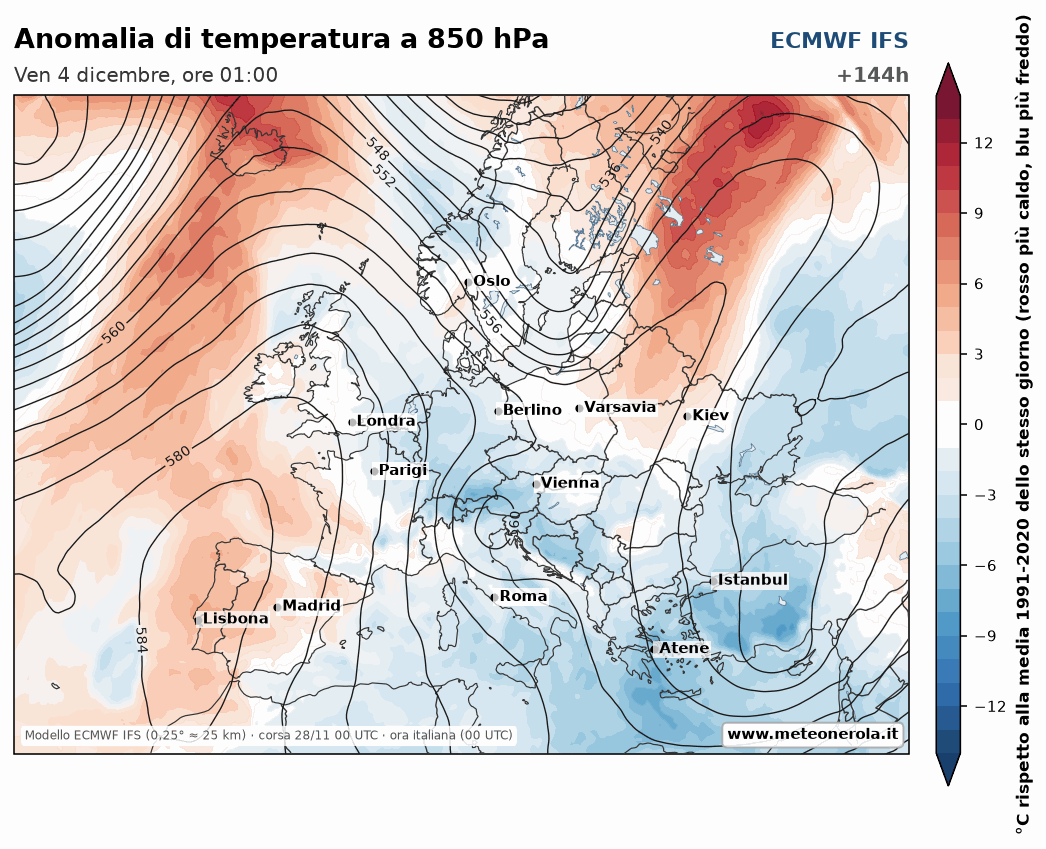 Anomalia di temperatura a 850 hPa
ECMWF IFS
Ven 4 dicembre, ore 01:00
+144h
548
552
540
536
556
560
580
584
Oslo
Berlino
Varsavia
Kiev
Londra
Parigi
Vienna
Istanbul
Roma
Madrid
Lisbona
Atene
Modello ECMWF IFS (0,25° ≈ 25 km) · corsa 28/11 00 UTC · ora italiana (00 UTC)
www.meteonerola.it
12
9
6
3
0
−3
−6
−9
−12
°C rispetto alla media 1991-2020 dello stesso giorno (rosso più caldo, blu più freddo)